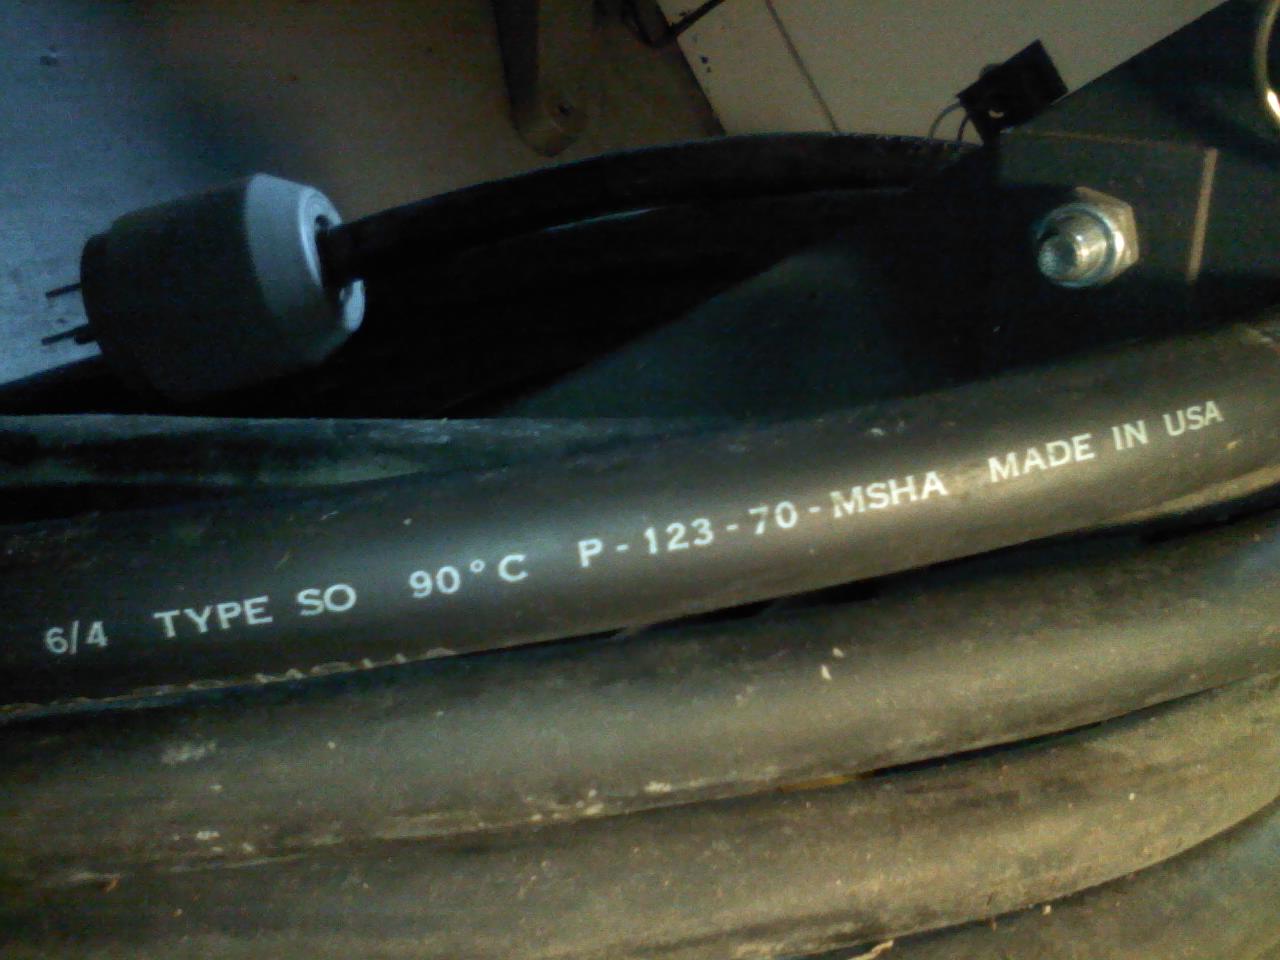 6/4 TYPE SO 90°C P-123-70-MSHA MADE IN USA